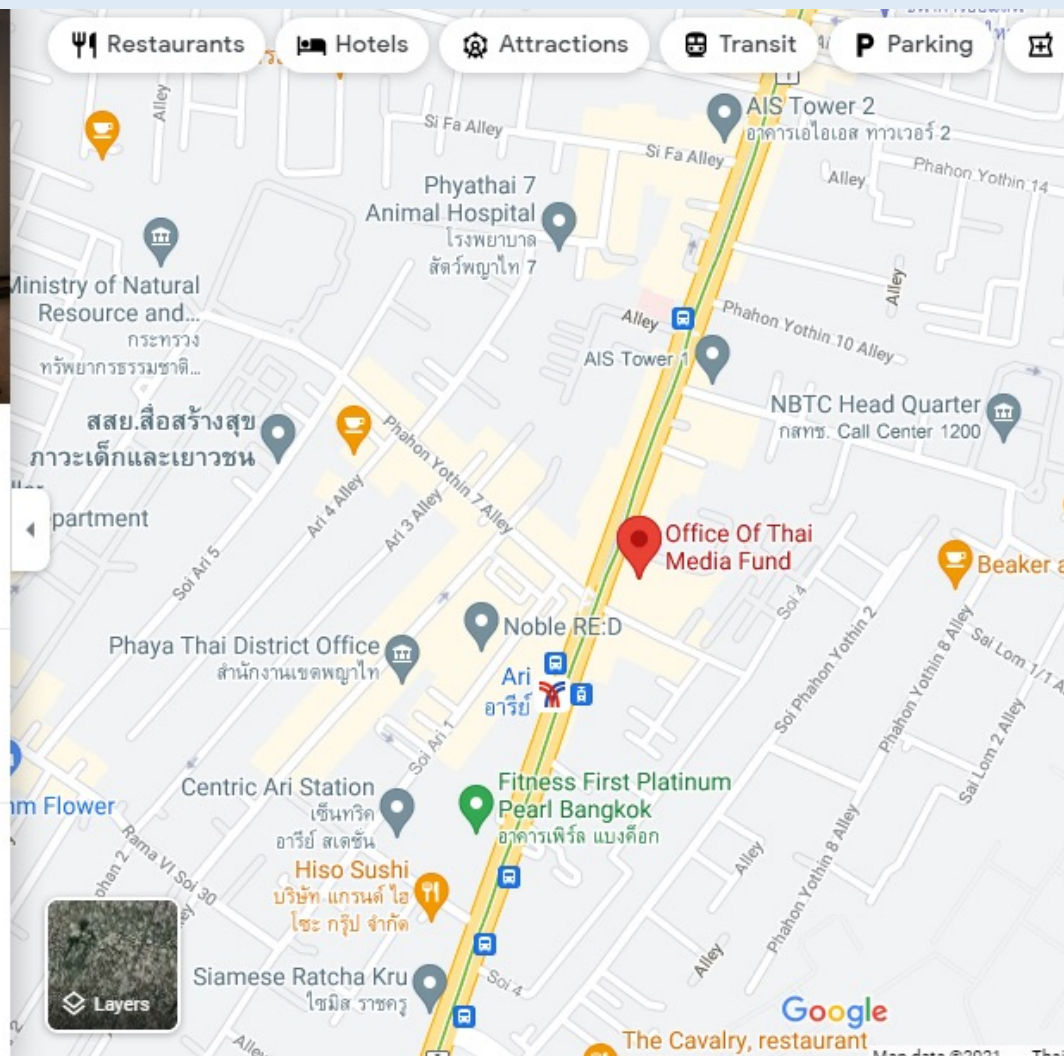 Restaurants
Hotels
Attractions
Transit
P Parking
AIS Tower 2
อาคารเอไอเอส ทาวเวอร์ 2
Alley
Si Fa Alley
Si Fa Alley
Phahon Yothin 14
Alley
Phyathai 7
Animal Hospital
โรงพยาบาล
สัตว์พญาไท 7
Ministry of Natural
Resource and...
กระทรวง
ทรัพยากรธรรมชาติ...
Alley
Phahon Yothin 10 Alley
Alley
AIS Tower 1
NBTC Head Quarter
กสทช. Call Center 1200
สสย.สื่อสร้างสุข
ภาวะเด็กและเยาวชน
Phahon Yothin 7 Alley
Ari 4 Alley
Ari 3 Alley
partment
Soi Ari 5
Office Of Thai
Media Fund
Beaker a
Soi 4
Soi Phahon Yothin 2
Phahon Yothin 8 Alley
Sai Lom 1/1 A
Noble RE:D
Phaya Thai District Office
สำนักงานเขตพญาไท
Ari
อารีย์
Soi Ari 1
Sai Lom 2 Alley
Centric Ari Station
เซ็นทริค
อารีย์ สเตชั่น
Fitness First Platinum
Pearl Bangkok
อาคารเพิร์ล แบงค็อก
m Flower
Rama VI Soi 30
phan 2
Hiso Sushi
บริษัท แกรนด์ ไฮ
โซะ กรุ๊ป จำกัด
Alley
Phahon Yothin 8 Alley
Alley
Layers
Siamese Ratcha Kru
ไซมิส ราชครู
Soi 4
Google
Alley
The Cavalry, restaurant
Map data ©2021